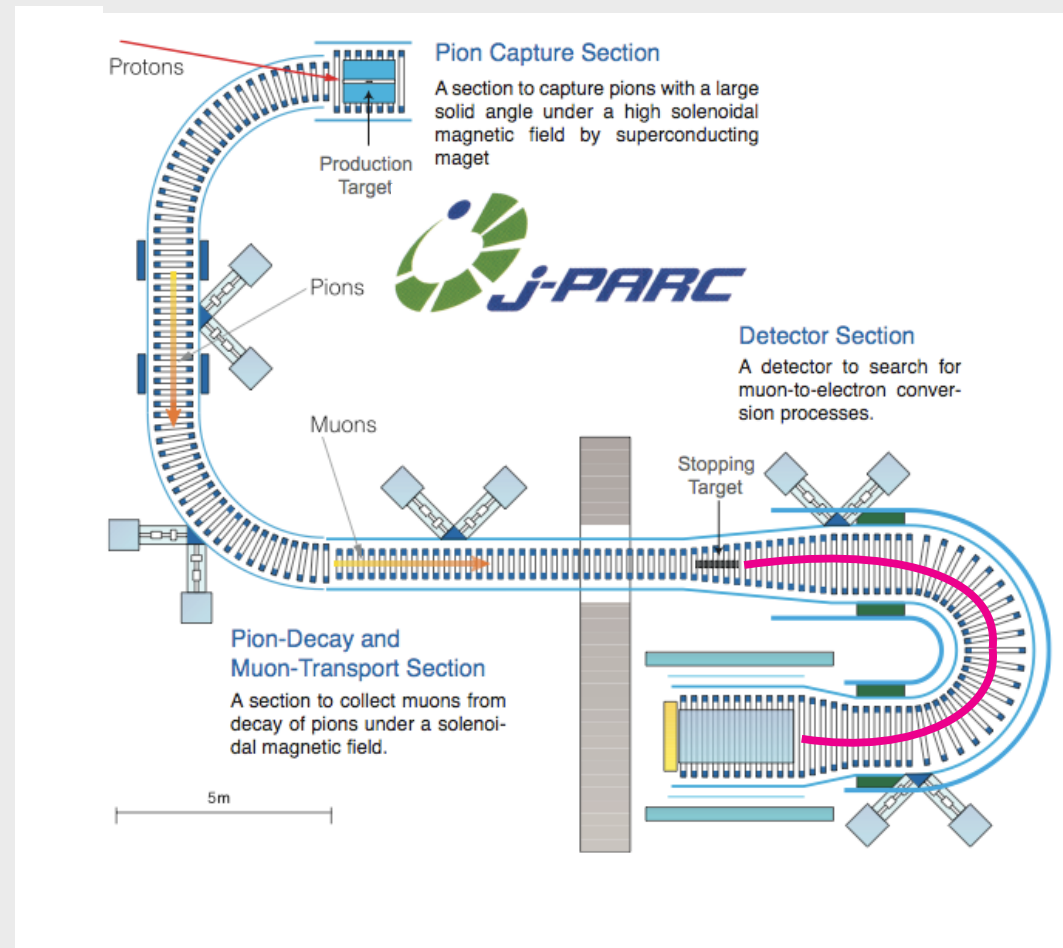 Protons
Pion Capture Section
A section to capture pions with a large
solid angle under a high solenoidal
magnetic field by superconducting
maget
Production
Target
j-PARC
Pions
Detector Section
A detector to search for
muon-to-electron conver-
sion processes.
Muons
Stopping
Target
Pion-Decay and
Muon-Transport Section
A section to collect muons from
decay of pions under a solenoi-
dal magnetic field.
5m